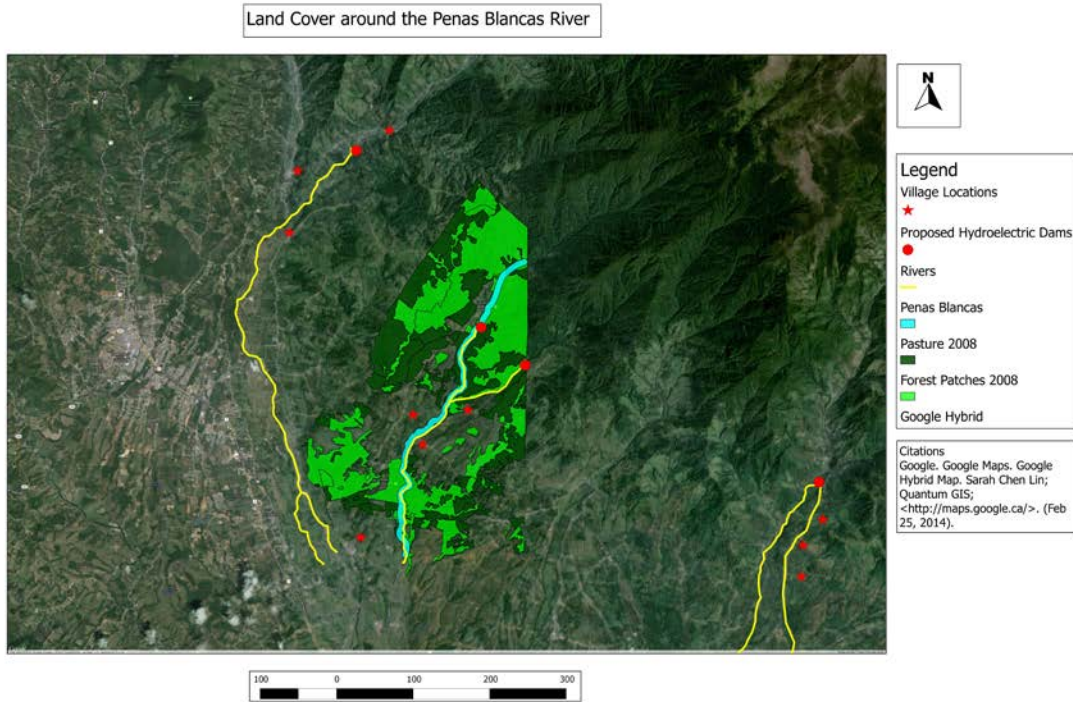 Land Cover around the Penas Blancas River
N
Legend
Village Locations
Proposed Hydroelectric Dams
Rivers
Penas Blancas
Pasture 2008
Forest Patches 2008
Google Hybrid
Citations
Google. Google Maps. Google
Hybrid Map. Sarah Chen Lin;
Quantum GIS;
<http://maps.google.ca/>. (Feb
25, 2014).
100 0 100 200 300